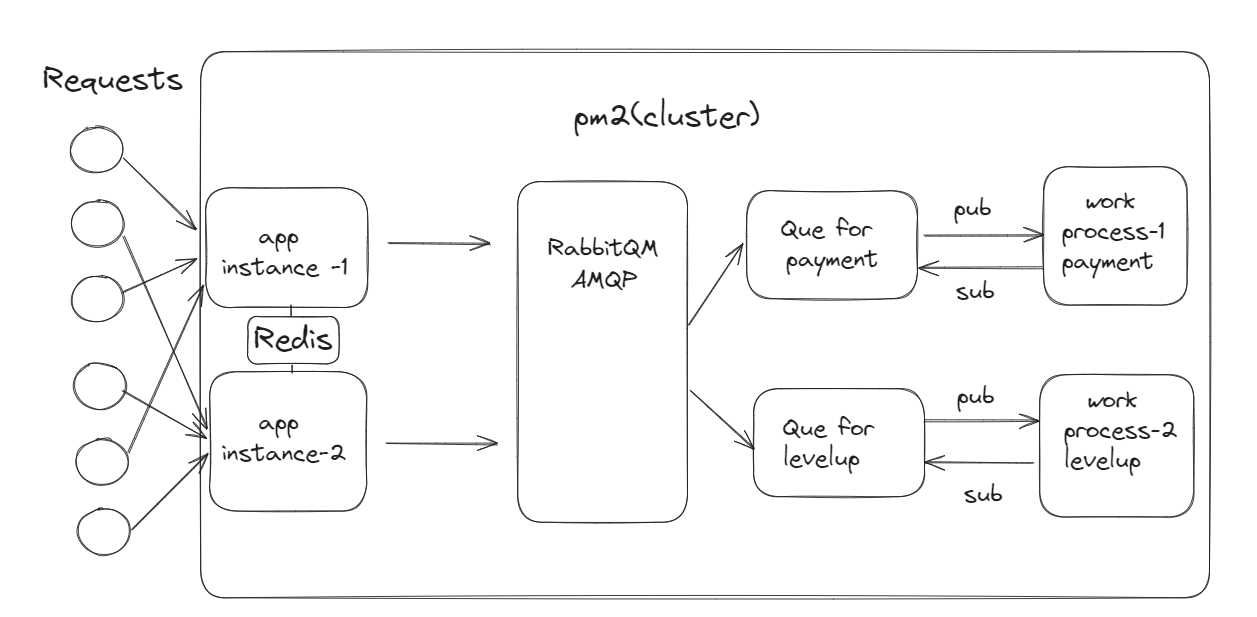 Requests
pm2(cluster)
app
instance -1
Redis
app
instance-2
RabbitQM
AMQP
Que for
payment
pub
sub
work
process-1
payment
Que for
levelup
pub
sub
work
process-2
levelup